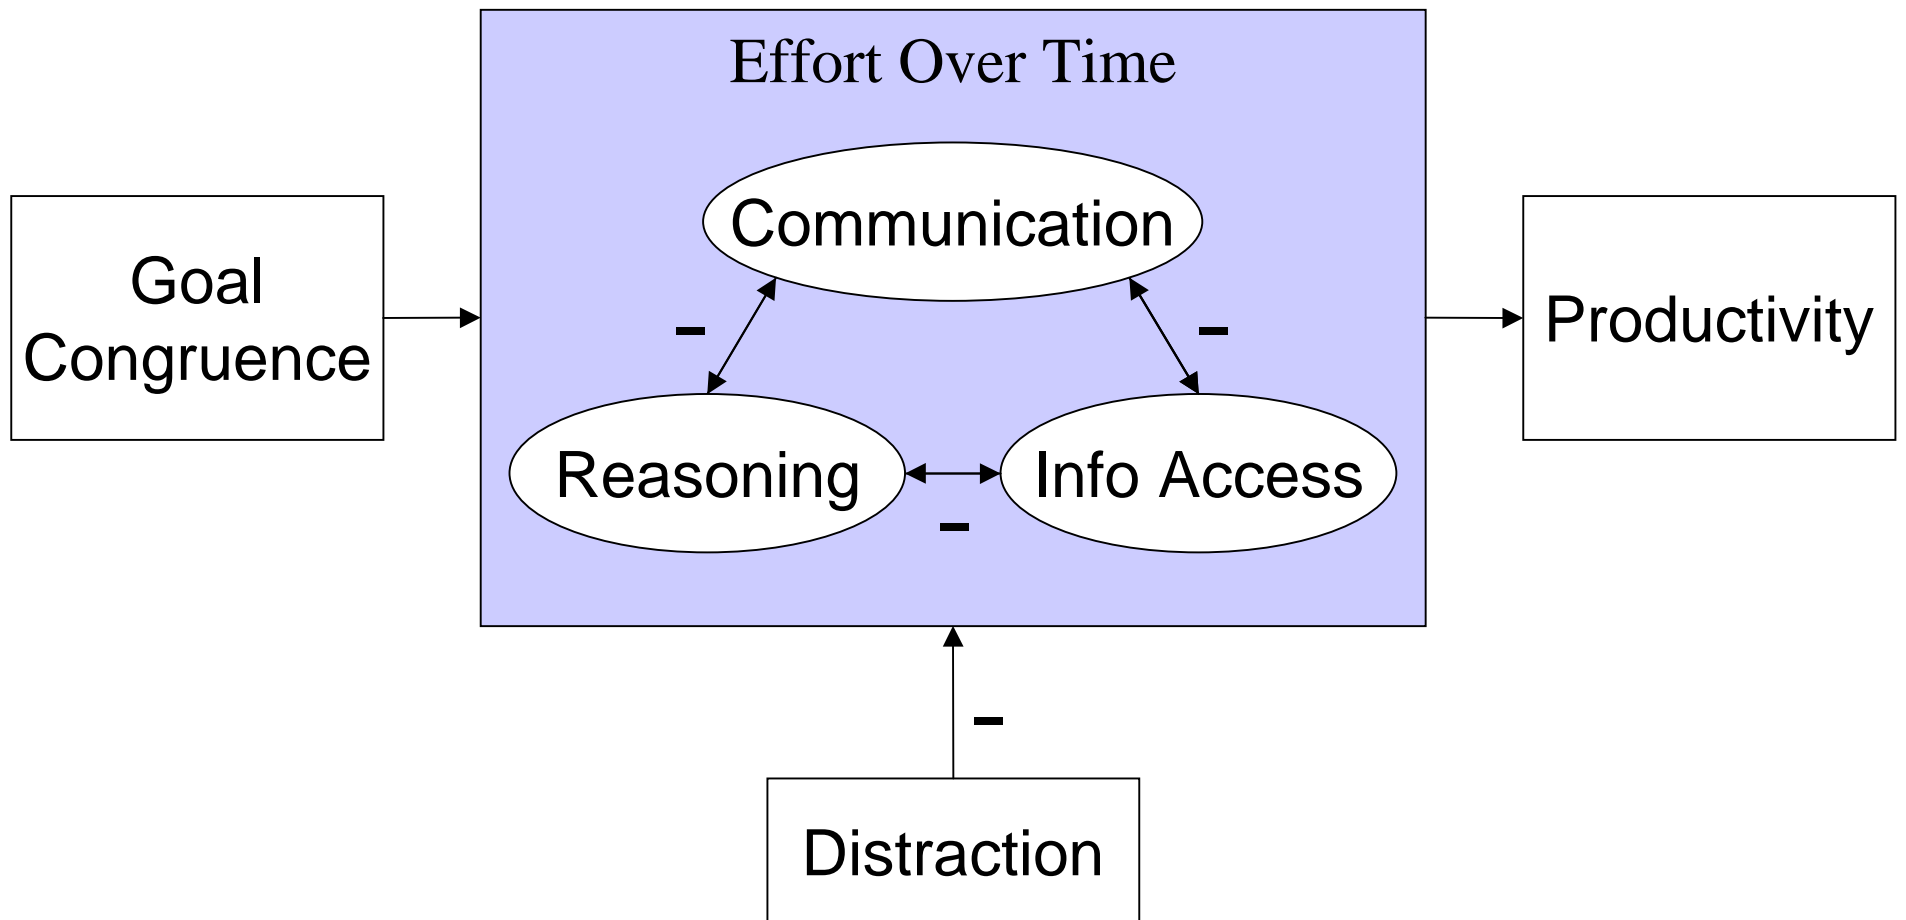 Effort Over Time
Communication
Goal
Congruence
–
–
Productivity
Reasoning
Info Access
–
–
Distraction